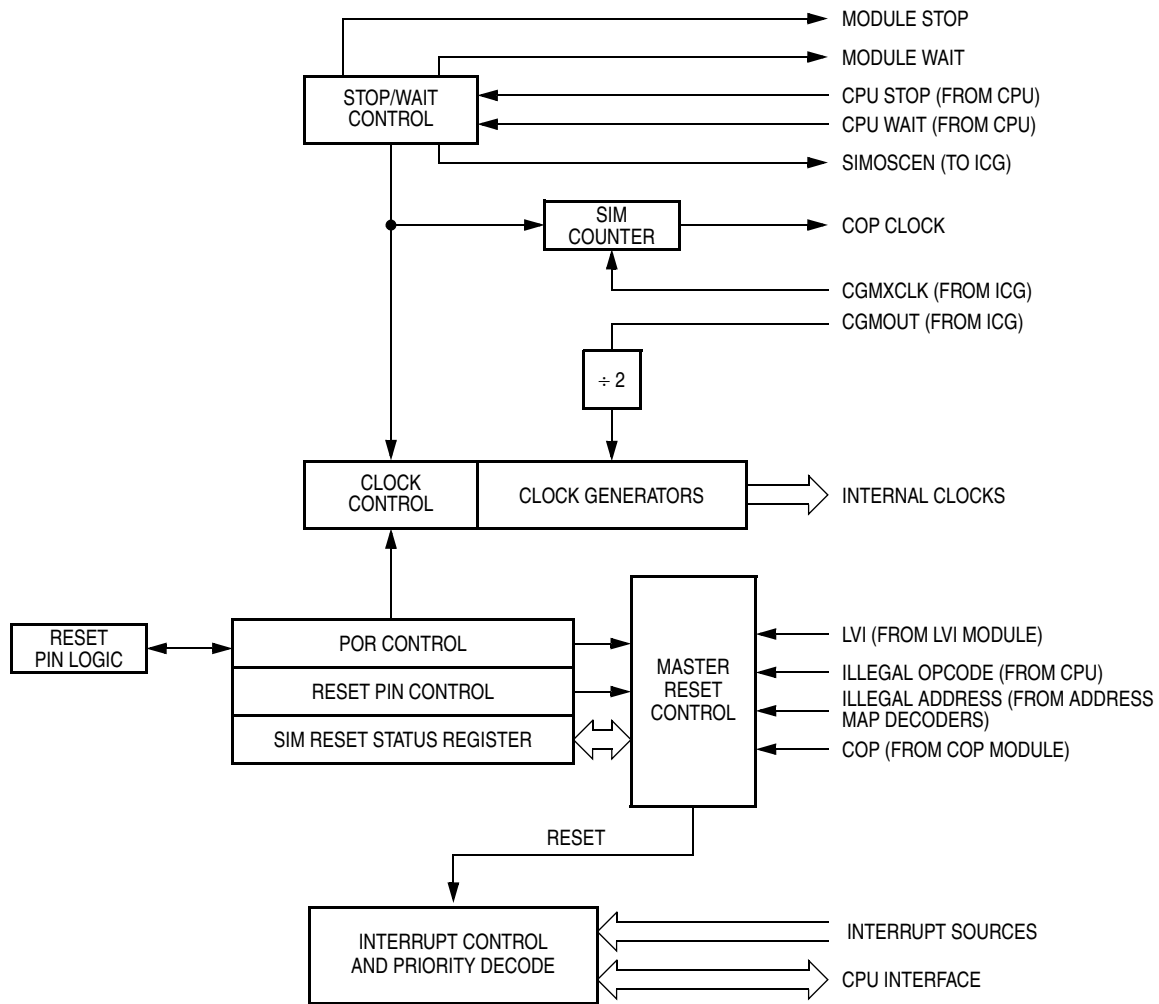 MODULE STOP
MODULE WAIT
STOP/WAIT
CONTROL
CPU STOP (FROM CPU)
CPU WAIT (FROM CPU)
SIMOSCEN (TO ICG)
SIM
COUNTER
COP CLOCK
CGMXCLK (FROM ICG)
CGMOUT (FROM ICG)
÷ 2
CLOCK
CONTROL
CLOCK GENERATORS
INTERNAL CLOCKS
RESET
PIN LOGIC
POR CONTROL
RESET PIN CONTROL
SIM RESET STATUS REGISTER
MASTER
RESET
CONTROL
LVI (FROM LVI MODULE)
ILLEGAL OPCODE (FROM CPU)
ILLEGAL ADDRESS (FROM ADDRESS
MAP DECODERS)
COP (FROM COP MODULE)
RESET
INTERRUPT CONTROL
AND PRIORITY DECODE
INTERRUPT SOURCES
CPU INTERFACE